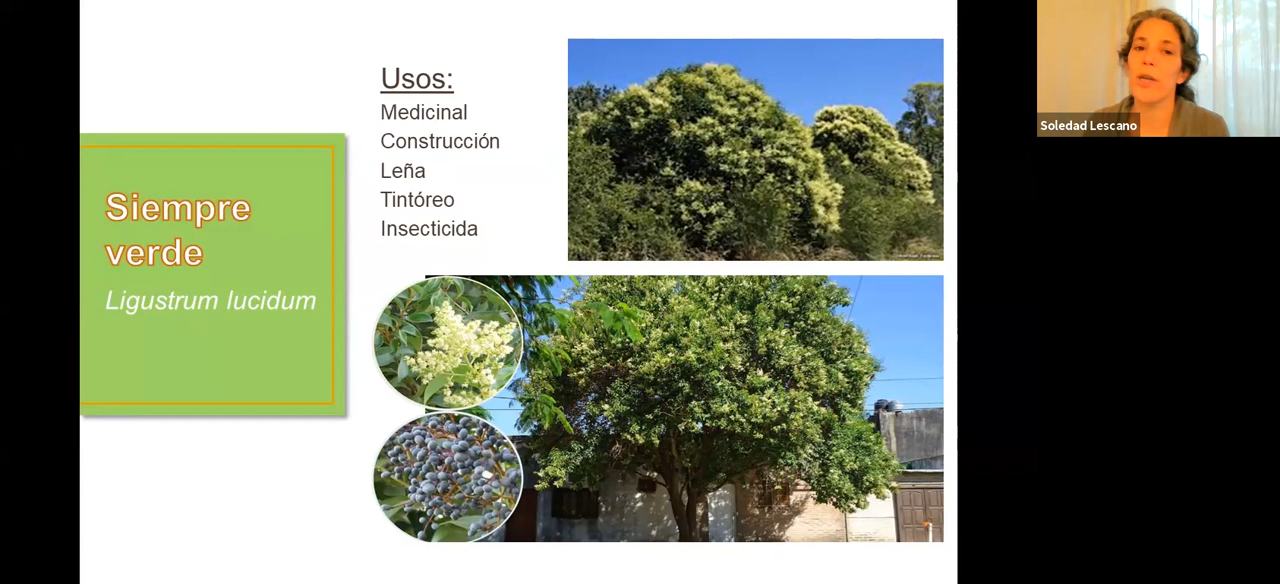 Usos:
Medicinal
Construcción
Leña
Tintóreo
Insecticida
Siempre
verde
Ligustrum lucidum
Soledad Lescano